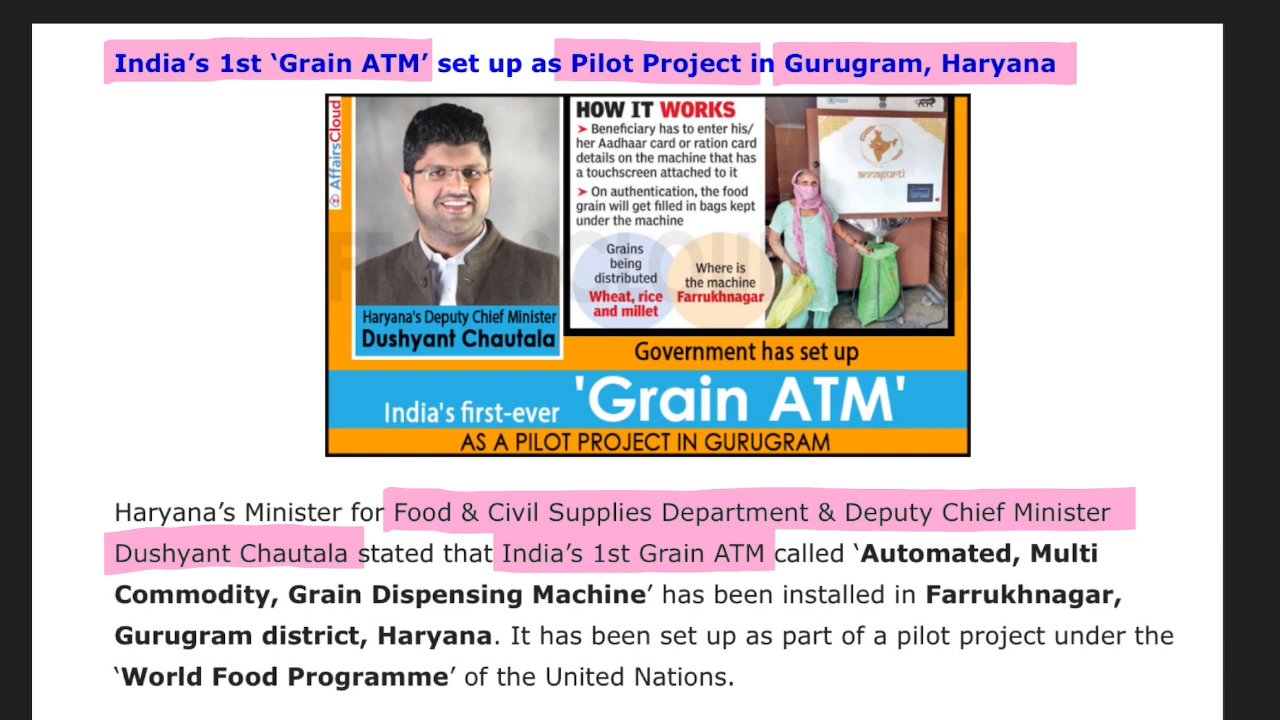 India’s 1st ‘Grain ATM’ set up as Pilot Project in Gurugram, Haryana
AffairsCloud
HOW IT WORKS
➤ Beneficiary has to enter his/
her Aadhaar card or ration card
details on the machine that has
a touchscreen attached to it
➤ On authentication, the food
grain will get filled in bags kept
under the machine
Grains
being
distributed
Wheat, rice
and millet
Where is
the machine
Farrukhnagar
annapurti
Haryana's Deputy Chief Minister
Dushyant Chautala
Government has set up
India's first-ever 'Grain ATM'
AS A PILOT PROJECT IN GURUGRAM
Haryana’s Minister for Food & Civil Supplies Department & Deputy Chief Minister
Dushyant Chautala stated that India’s 1st Grain ATM called ‘Automated, Multi
Commodity, Grain Dispensing Machine’ has been installed in Farrukhnagar,
Gurugram district, Haryana. It has been set up as part of a pilot project under the
‘World Food Programme’ of the United Nations.